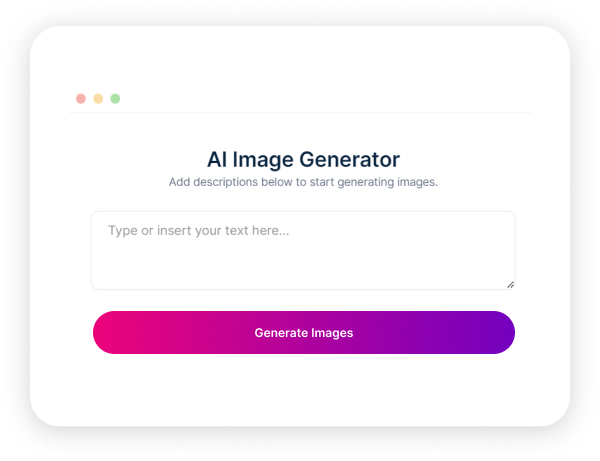 AI Image Generator
Add descriptions below to start generating images.
Type or insert your text here...
Generate Images